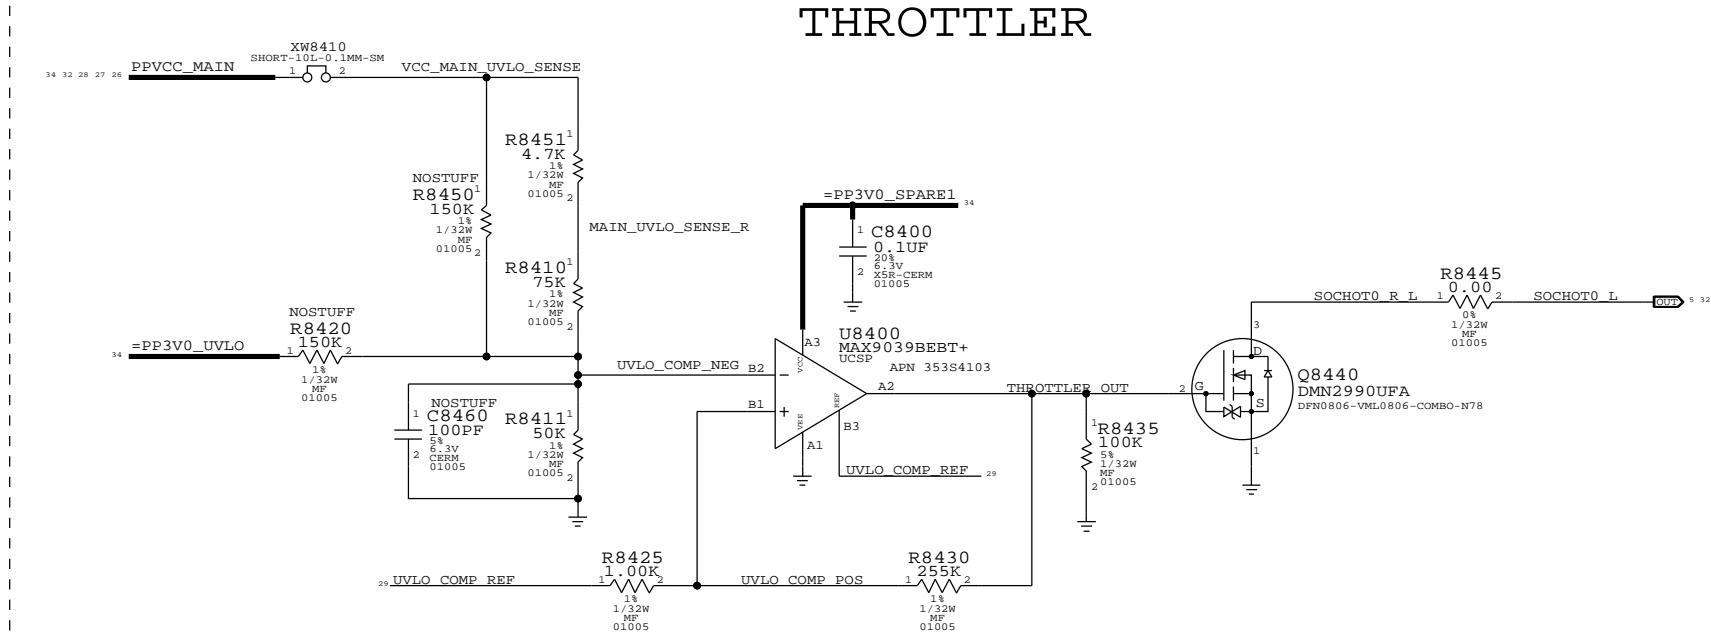 THROTTLER
XW8410
SHORT-10L-0.1MM-SM
34 32 28 27 26
PPVCC_MAIN
1
2
VCC_MAIN_UVLO_SENSE
R8451
1
4.7K
1%
1/32W
MF
01005
2
NOSTUFF
R8450
1
150K
1%
1/32W
MF
01005
2
MAIN_UVLO_SENSE_R
R8410
1
75K
1%
1/32W
MF
01005
2
=PP3V0_SPARE1
34
1
C8400
0.1UF
20%
6.3V
2
X5R-CERM
01005
NOSTUFF
R8420
150K
34
=PP3V0_UVLO
1
2
1%
1/32W
MF
01005
UVLO_COMP_NEG
B2
A3
VCC
U8400
MAX9039BEBT+
UCSP
APN 353S4103
A2
B1
REF
VEE
A1
B3
UVLO_COMP_REF
29
NOSTUFF
1
C8460
100PF
5%
6.3V
2
CERM
01005
R8411
1
50K
1%
1/32W
MF
01005
2
THROTTLER_OUT
1
R8435
100K
5%
1/32W
MF
2
01005
2
G
D
S
3
1
Q8440
DMN2990UFA
DFN0806-VML0806-COMBO-N78
SOCHOT0_R_L
R8445
0.00
1
2
0%
1/32W
MF
01005
SOCHOT0_L
OUT
5 32
29
UVLO_COMP_REF
R8425
1.00K
1
2
1%
1/32W
MF
01005
UVLO_COMP_POS
R8430
255K
1
2
1%
1/32W
MF
01005